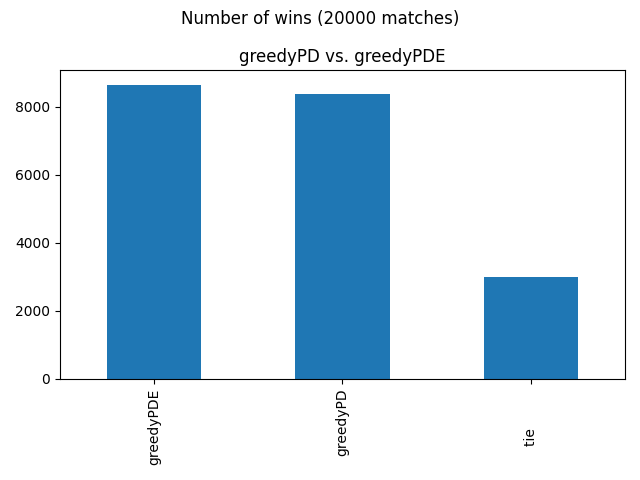 Number of wins (20000 matches)
greedyPD vs. greedyPDE
8000
6000
4000
2000
0
greedyPDE
greedyPD
tie